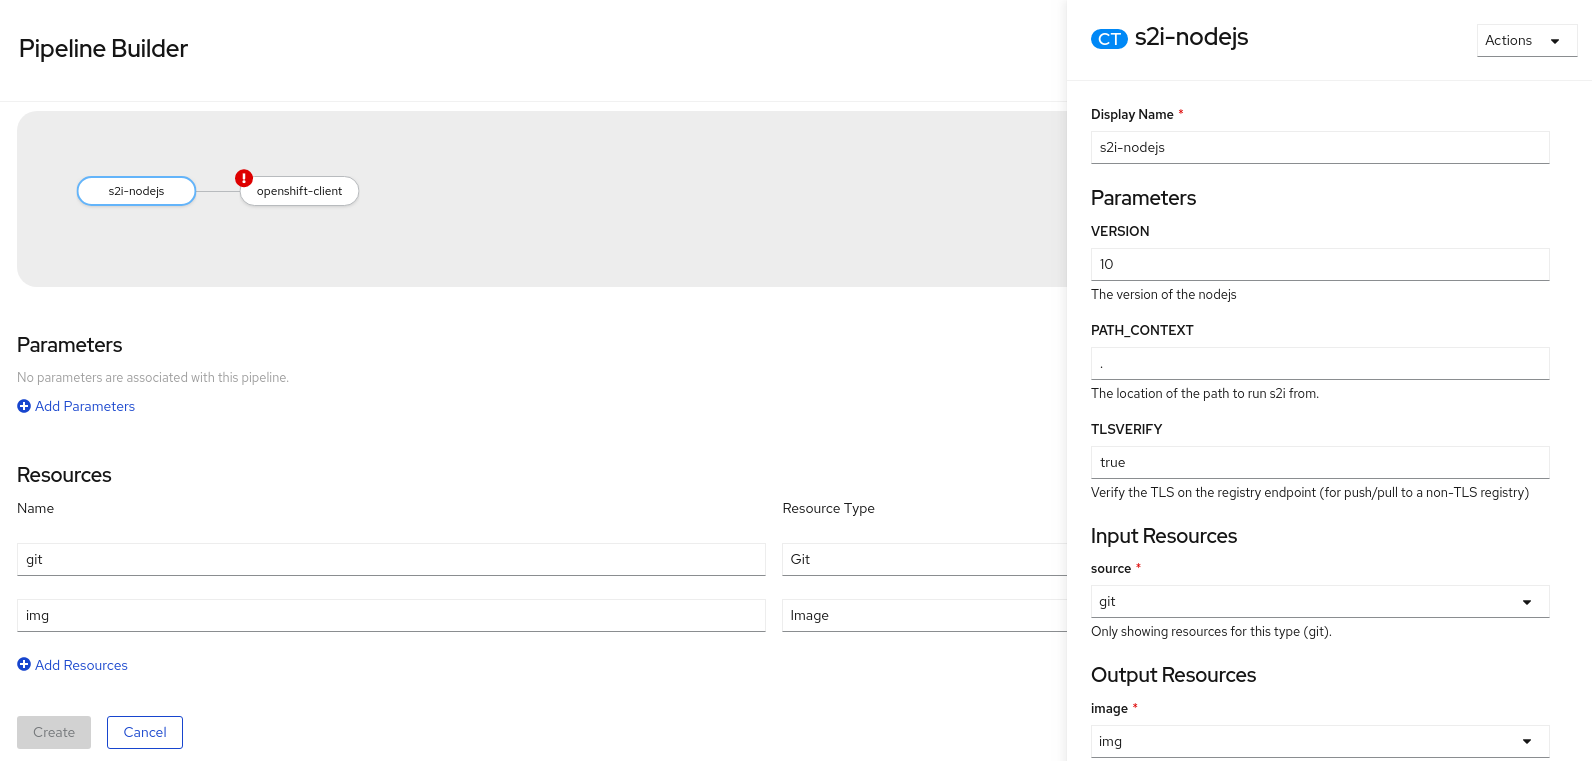 Pipeline Builder
s2i-nodejs
openshift-client
Parameters
No parameters are associated with this pipeline.
Add Parameters
Resources
Name Resource Type
git Git
img Image
Add Resources
Create Cancel
CT s2i-nodejs
Actions
Display Name *
s2i-nodejs
Parameters
VERSION
10
The version of the nodejs
PATH_CONTEXT
.
The location of the path to run s2i from.
TLSVERIFY
true
Verify the TLS on the registry endpoint (for push/pull to a non-TLS registry)
Input Resources
source *
git
Only showing resources for this type (git).
Output Resources
image *
img